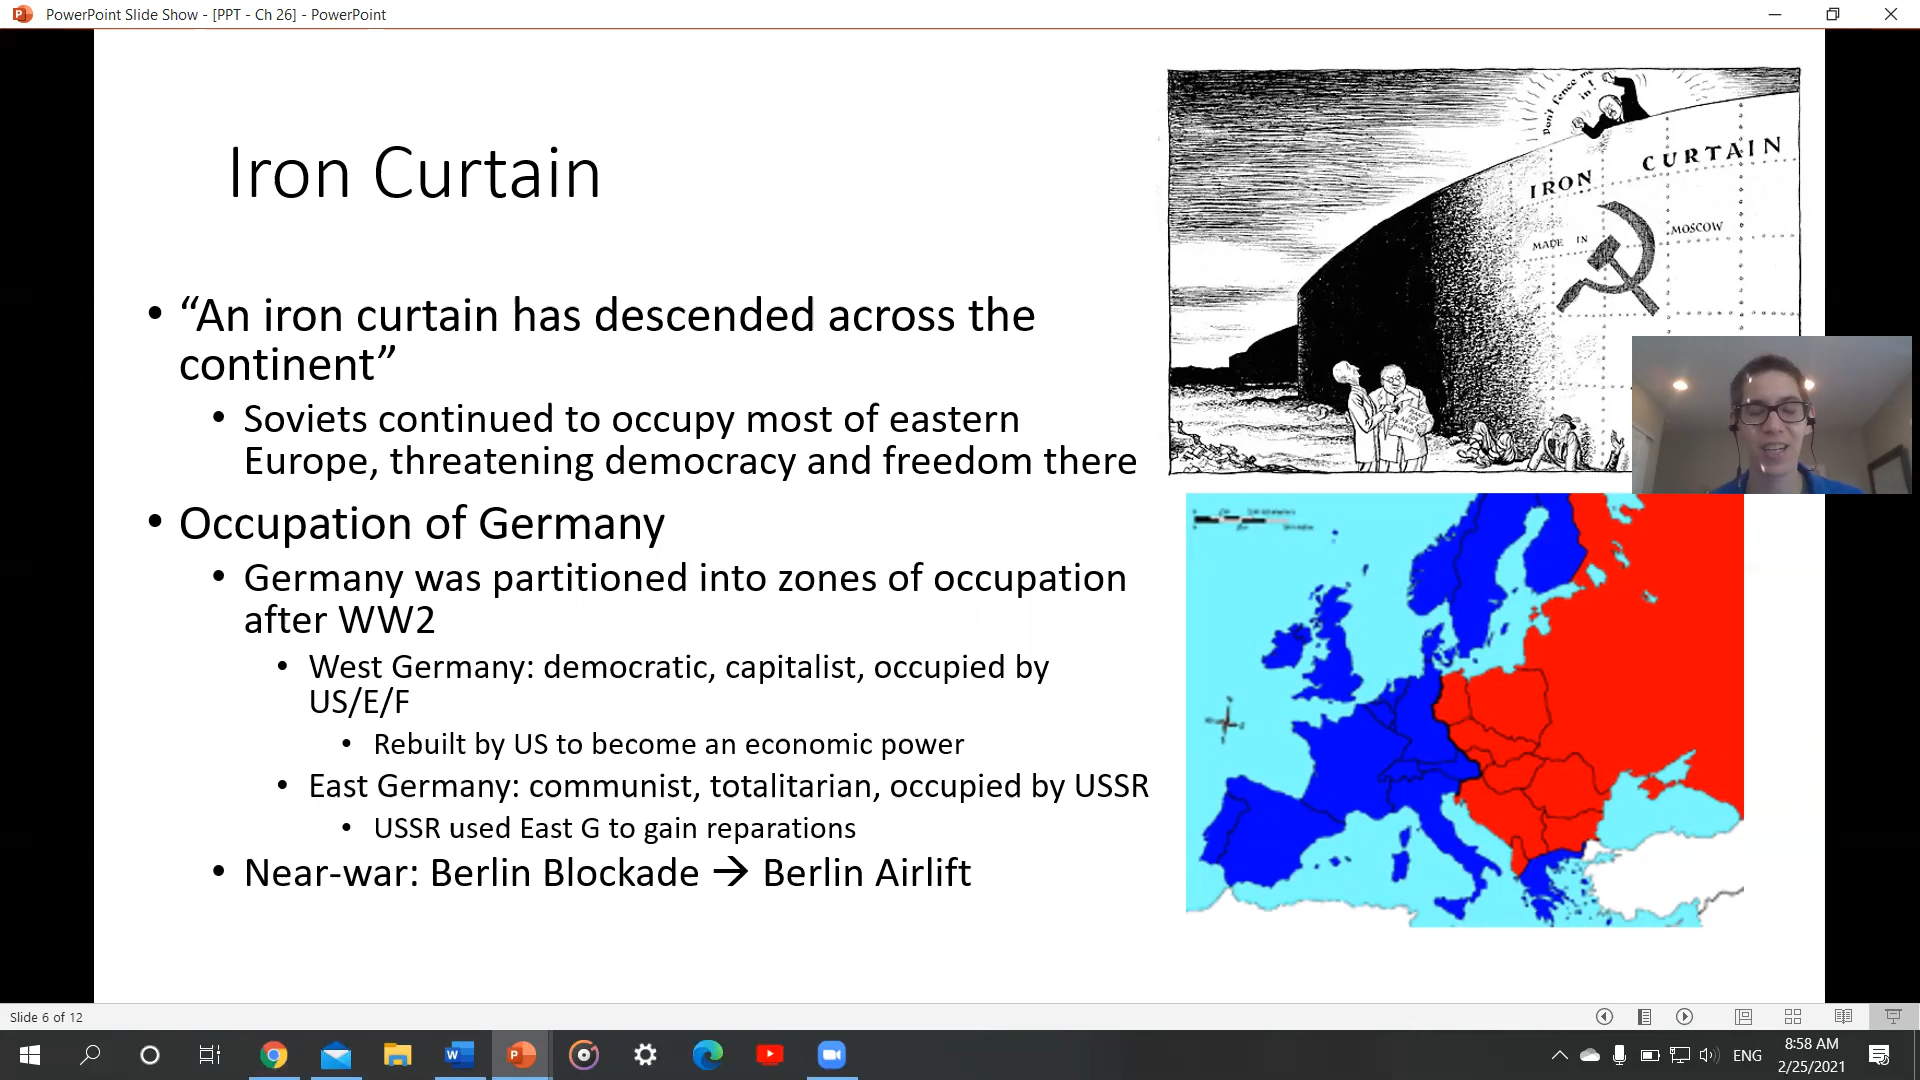 PowerPoint Slide Show - [PPT - Ch 26] - PowerPoint
Iron Curtain
• “An iron curtain has descended across the
continent”
• Soviets continued to occupy most of eastern
Europe, threatening democracy and freedom there
• Occupation of Germany
• Germany was partitioned into zones of occupation
after WW2
• West Germany: democratic, capitalist, occupied by
US/E/F
• Rebuilt by US to become an economic power
• East Germany: communist, totalitarian, occupied by USSR
• USSR used East G to gain reparations
• Near-war: Berlin Blockade → Berlin Airlift
Don't fence me
in!
IRON CURTAIN
MADE IN MOSCOW
Slide 6 of 12
ENG
8:58 AM
2/25/2021